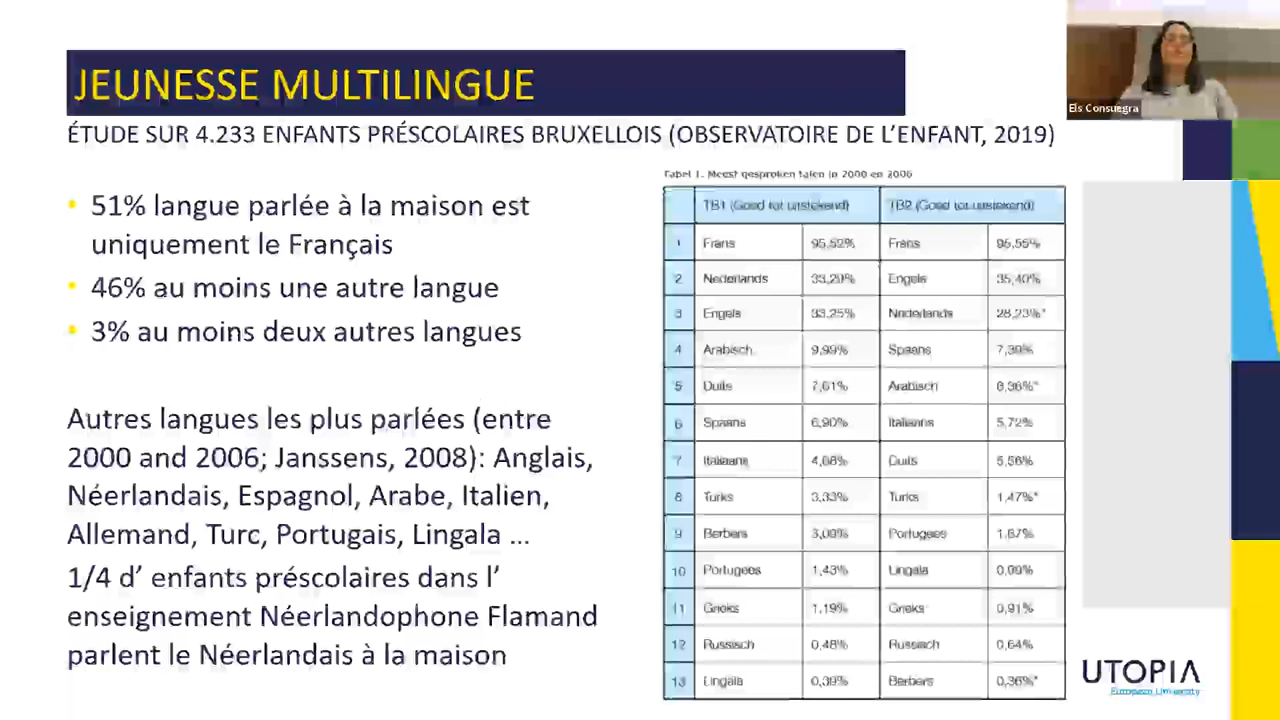 JEUNESSE MULTILINGUE
Els Consuegra
ÉTUDE SUR 4.233 ENFANTS PRÉSCOLAIRES BRUXELLOIS (OBSERVATOIRE DE L'ENFANT, 2019)
• 51% langue parlée à la maison est
uniquement le Français
• 46% au moins une autre langue
• 3% au moins deux autres langues
Autres langues les plus parlées (entre
2000 and 2006; Janssens, 2008): Anglais,
Néerlandais, Espagnol, Arabe, Italien,
Allemand, Turc, Portugais, Lingala ...
1/4 d' enfants préscolaires dans l'
enseignement Néerlandophone Flamand
parlent le Néerlandais à la maison
Tabel 1. Meest gesproken talen in 2000 en 2006
TB1 (Goed tot uitstekend) TB2 (Goed tot uitstekend)
1 Frans 95,52% Frans 95,55%
2 Nederlands 33,29% Engels 35,40%
3 Engels 33,25% Nederlands 28,23%*
4 Arabisch 9,99% Spaans 7,39%
5 Duits 7,61% Arabisch 6,36%*
6 Spaans 6,90% Italiaans 5,72%
7 Italiaans 4,68% Duits 5,56%
8 Turks 3,33% Turks 1,47%*
9 Berbers Portugees
10 Portugees 1,43% Lingala
11 Grieks 1,19% Grieks 0,91%
12 Russisch 0,48% Russisch 0,64%
13 Lingala 0,39% Berbers 0,36%*
UTOPIA
European University